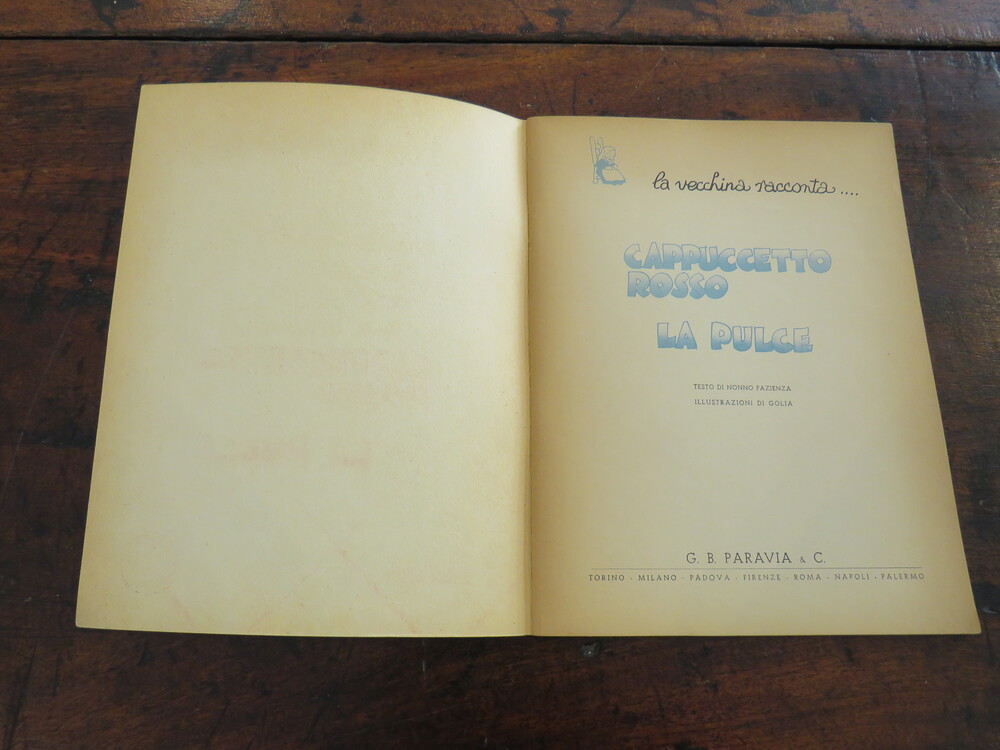 la vecchina racconta ....
CAPPUCCETTO
ROSSO
LA PULCE
TESTO DI NONNO PAZIENZA
ILLUSTRAZIONI DI GOLIA
G. B. PARAVIA & C.
TORINO - MILANO - PADOVA - FIRENZE - ROMA - NAPOLI - PALERMO